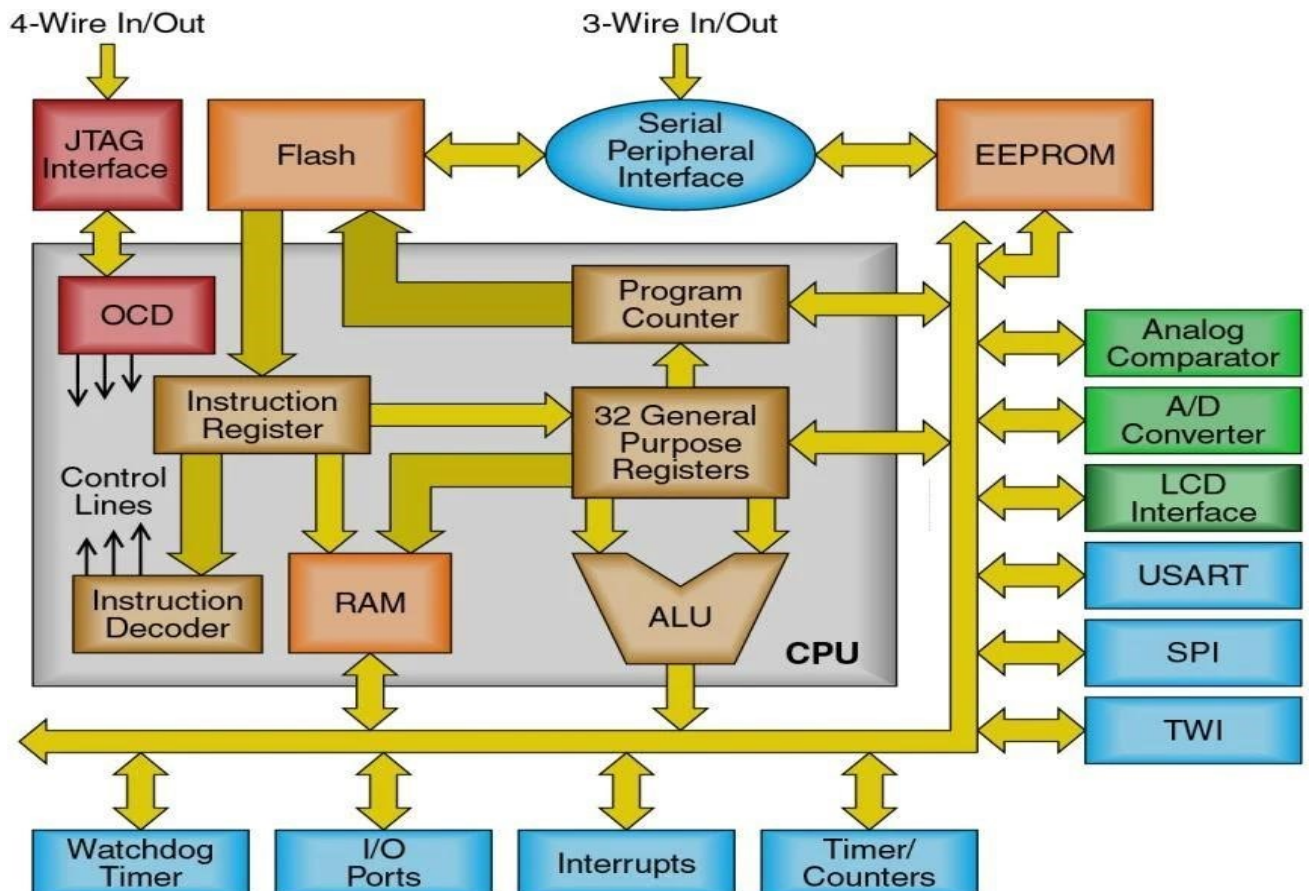 4-Wire In/Out
3-Wire In/Out
JTAG
Interface
Flash
Serial
Peripheral
Interface
EEPROM
OCD
Program
Counter
Analog
Comparator
Instruction
Register
32 General
Purpose
Registers
A/D
Converter
Control
Lines
LCD
Interface
Instruction
Decoder
RAM
ALU
CPU
USART
SPI
TWI
Watchdog
Timer
I/O
Ports
Interrupts
Timer/
Counters